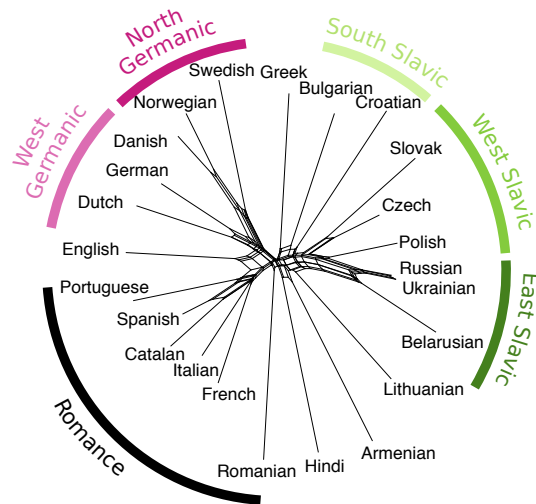 North Germanic
South Slavic
West Germanic
West Slavic
East Slavic
Romance
Swedish
Greek
Bulgarian
Norwegian
Croatian
Danish
Slovak
German
Dutch
Czech
English
Polish
Russian
Portuguese
Ukrainian
Spanish
Belarusian
Catalan
Italian
French
Lithuanian
Romanian
Hindi
Armenian